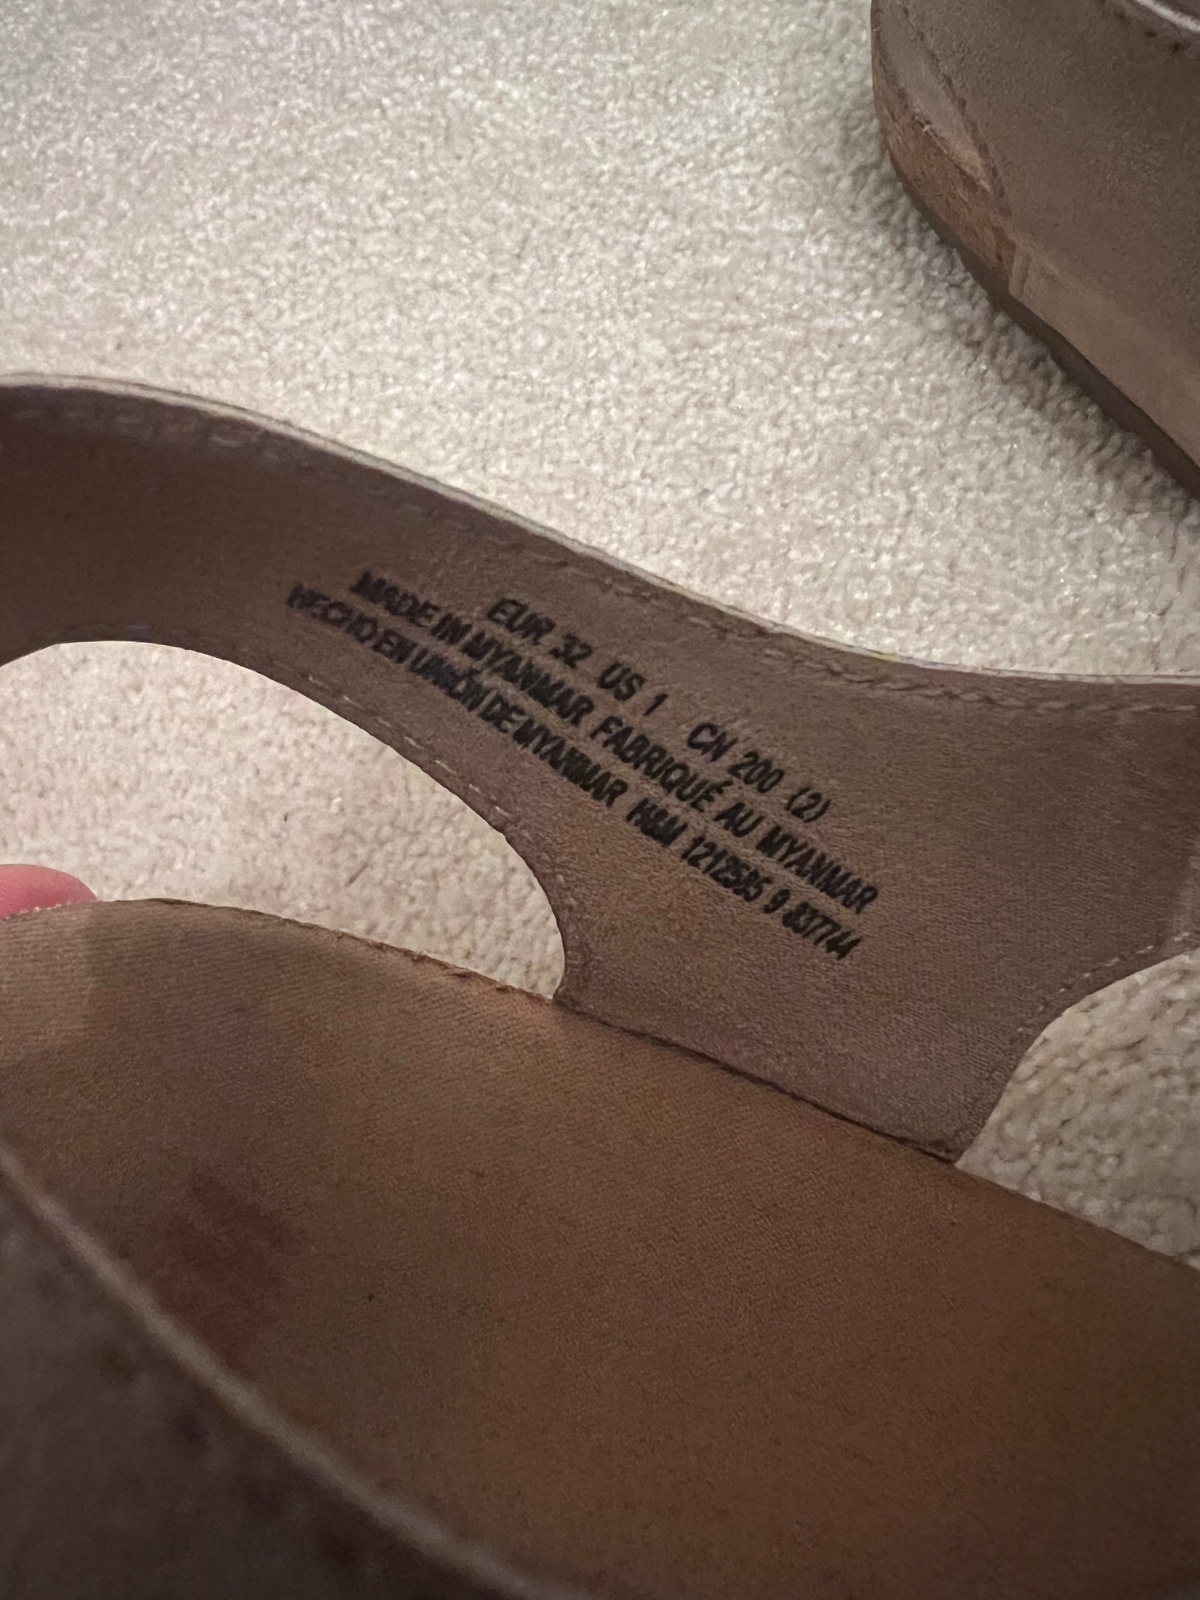 EUR 32 US 1 CN 200 (2)
MADE IN MYANMAR FABRIQUÉ AU MYANMAR
HECHO EN UNIÓN DE MYANMAR H&M 1212585 9 837744